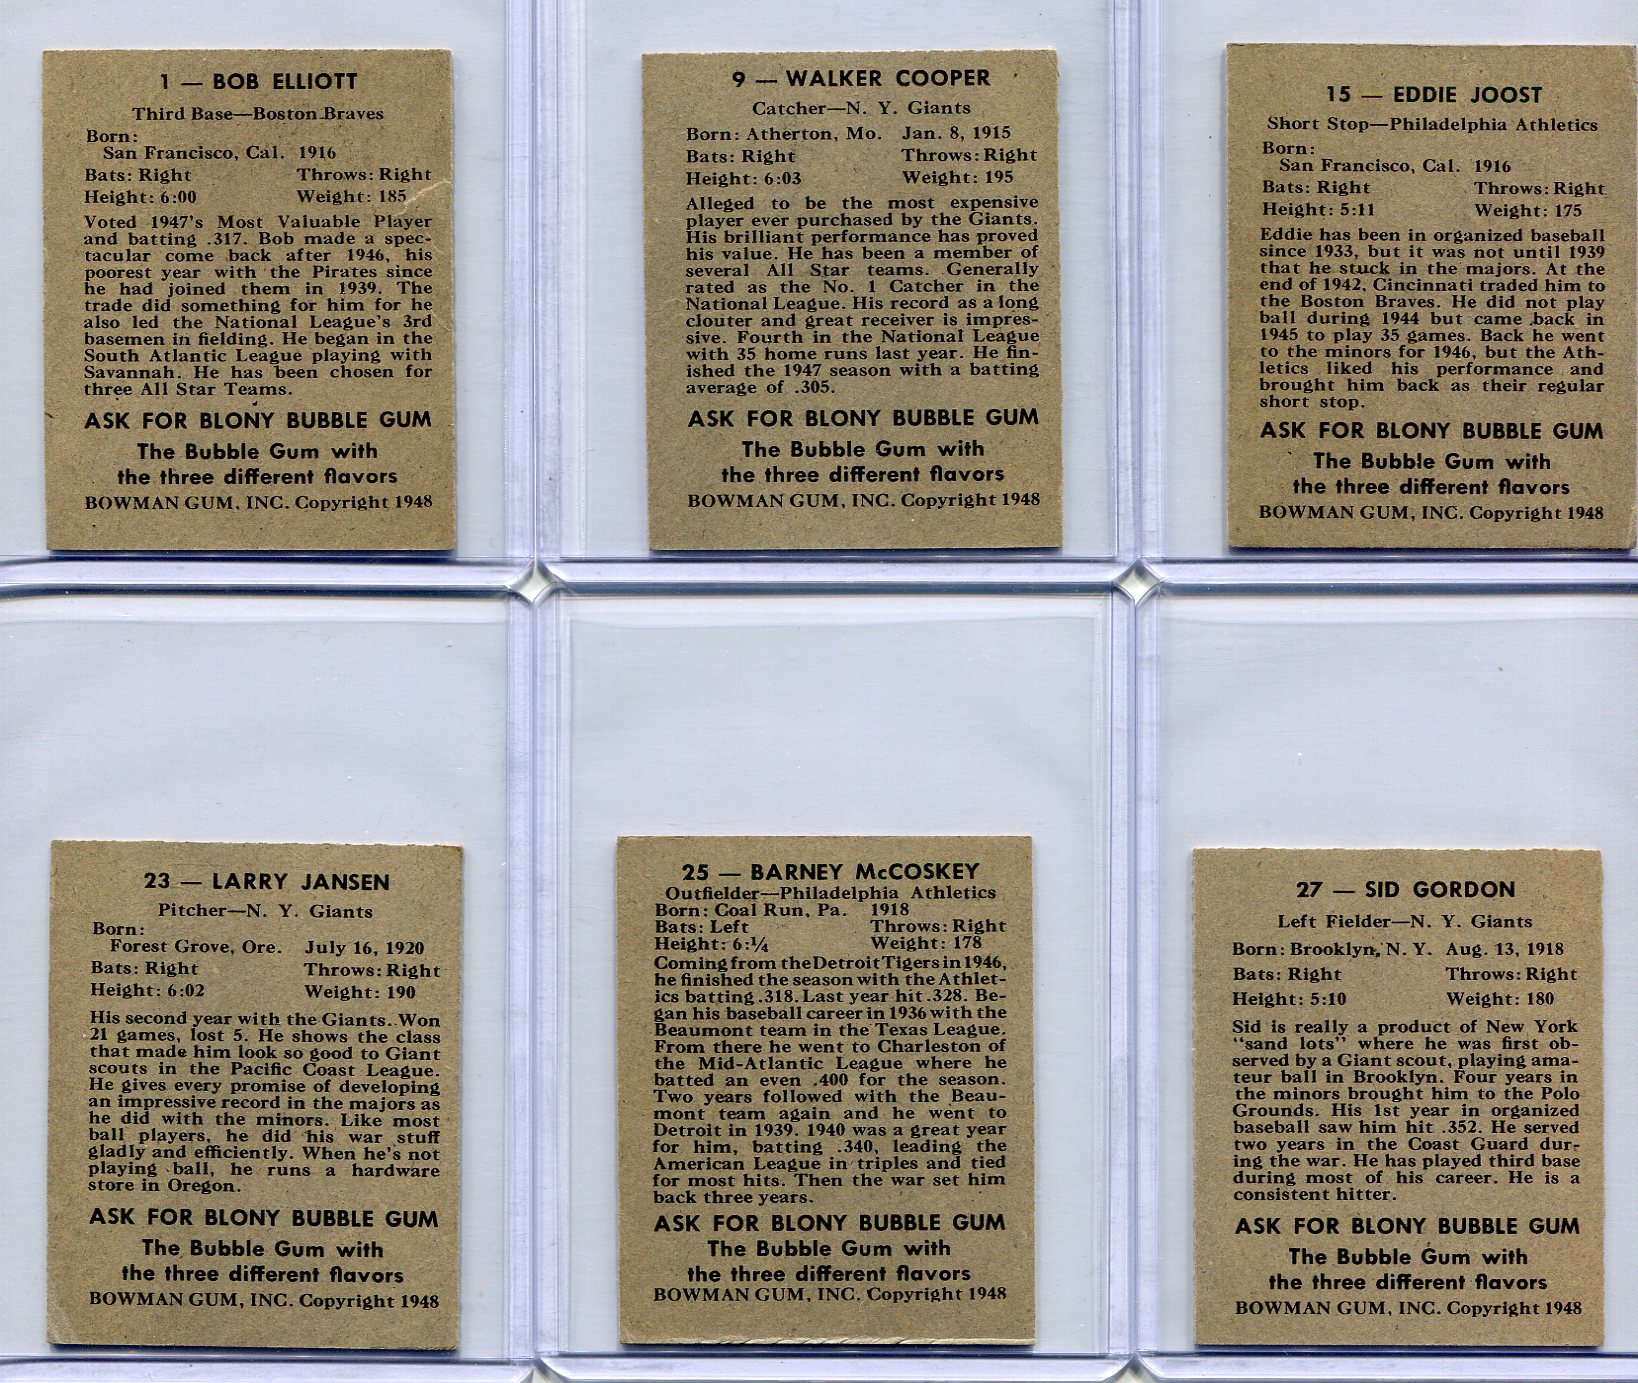 1 — BOB ELLIOTT
Third Base—Boston Braves
Born:
San Francisco, Cal. 1916
Bats: Right Throws: Right
Height: 6:00 Weight: 185
Voted 1947's Most Valuable Player
and batting .317. Bob made a spec-
tacular come back after 1946, his
poorest year with the Pirates since
he had joined them in 1939. The
trade did something for him for he
also led the National League's 3rd
basemen in fielding. He began in the
South Atlantic League playing with
Savannah. He has been chosen for
three All Star Teams.
ASK FOR BLONY BUBBLE GUM
The Bubble Gum with
the three different flavors
BOWMAN GUM, INC. Copyright 1948
9 — WALKER COOPER
Catcher—N. Y. Giants
Born: Atherton, Mo. Jan. 8, 1915
Bats: Right Throws: Right
Height: 6:03 Weight: 195
Alleged to be the most expensive
player ever purchased by the Giants.
His brilliant performance has proved
his value. He has been a member of
several All Star teams. Generally
rated as the No. 1 Catcher in the
National League. His record as a long
clouter and great receiver is impres-
sive. Fourth in the National League
with 35 home runs last year. He fin-
ished the 1947 season with a batting
average of .305.
ASK FOR BLONY BUBBLE GUM
The Bubble Gum with
the three different flavors
BOWMAN GUM, INC. Copyright 1948
15 — EDDIE JOOST
Short Stop—Philadelphia Athletics
Born:
San Francisco, Cal. 1916
Bats: Right Throws: Right
Height: 5:11 Weight: 175
Eddie has been in organized baseball
since 1933, but it was not until 1939
that he stuck in the majors. At the
end of 1942, Cincinnati traded him to
the Boston Braves. He did not play
ball during 1944 but came back in
1945 to play 35 games. Back he went
to the minors for 1946, but the Ath-
letics liked his performance and
brought him back as their regular
short stop.
ASK FOR BLONY BUBBLE GUM
The Bubble Gum with
the three different flavors
BOWMAN GUM, INC. Copyright 1948
23 — LARRY JANSEN
Pitcher—N. Y. Giants
Born:
Forest Grove, Ore. July 16, 1920
Bats: Right Throws: Right
Height: 6:02 Weight: 190
His second year with the Giants. Won
21 games, lost 5. He shows the class
that made him look so good to Giant
scouts in the Pacific Coast League.
He gives every promise of developing
an impressive record in the majors as
he did with the minors. Like most
ball players, he did his war stuff
gladly and efficiently. When he's not
playing ball, he runs a hardware
store in Oregon.
ASK FOR BLONY BUBBLE GUM
The Bubble Gum with
the three different flavors
BOWMAN GUM, INC. Copyright 1948
25 — BARNEY McCOSKEY
Outfielder—Philadelphia Athletics
Born: Coal Run, Pa. 1918
Bats: Left Throws: Right
Height: 6:¼ Weight: 178
Coming from the Detroit Tigers in 1946,
he finished the season with the Athlet-
ics batting .318. Last year hit .328. Be-
gan his baseball career in 1936 with the
Beaumont team in the Texas League.
From there he went to Charleston of
the Mid-Atlantic League where he
batted an even .400 for the season.
Two years followed with the Beau-
mont team again and he went to
Detroit in 1939. 1940 was a great year
for him, batting .340, leading the
American League in triples and tied
for most hits. Then the war set him
back three years.
ASK FOR BLONY BUBBLE GUM
The Bubble Gum with
the three different flavors
BOWMAN GUM, INC. Copyright 1948
27 — SID GORDON
Left Fielder—N. Y. Giants
Born: Brooklyn, N. Y. Aug. 13, 1918
Bats: Right Throws: Right
Height: 5:10 Weight: 180
Sid is really a product of New York
"sand lots" where he was first ob-
served by a Giant scout, playing ama-
teur ball in Brooklyn. Four years in
the minors brought him to the Polo
Grounds. His 1st year in organized
baseball saw him hit .352. He served
two years in the Coast Guard dur-
ing the war. He has played third base
during most of his career. He is a
consistent hitter.
ASK FOR BLONY BUBBLE GUM
The Bubble Gum with
the three different flavors
BOWMAN GUM, INC. Copyright 1948